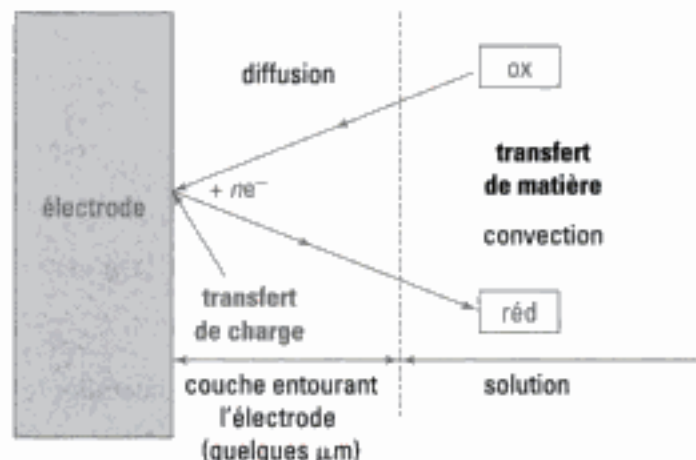 diffusion
ox
transfert
de matière
convection
électrode
+ ne⁻
transfert
de charge
réd
couche entourant
l'électrode
(quelques µm)
solution